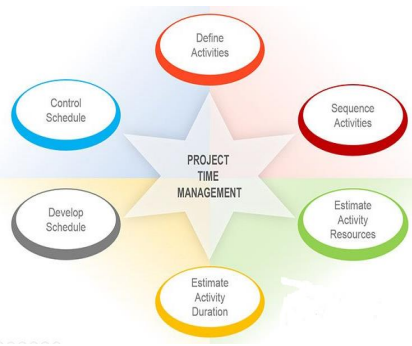 Define
Activities
Control
Schedule
Sequence
Activities
PROJECT
TIME
MANAGEMENT
Develop
Schedule
Estimate
Activity
Resources
Estimate
Activity
Duration